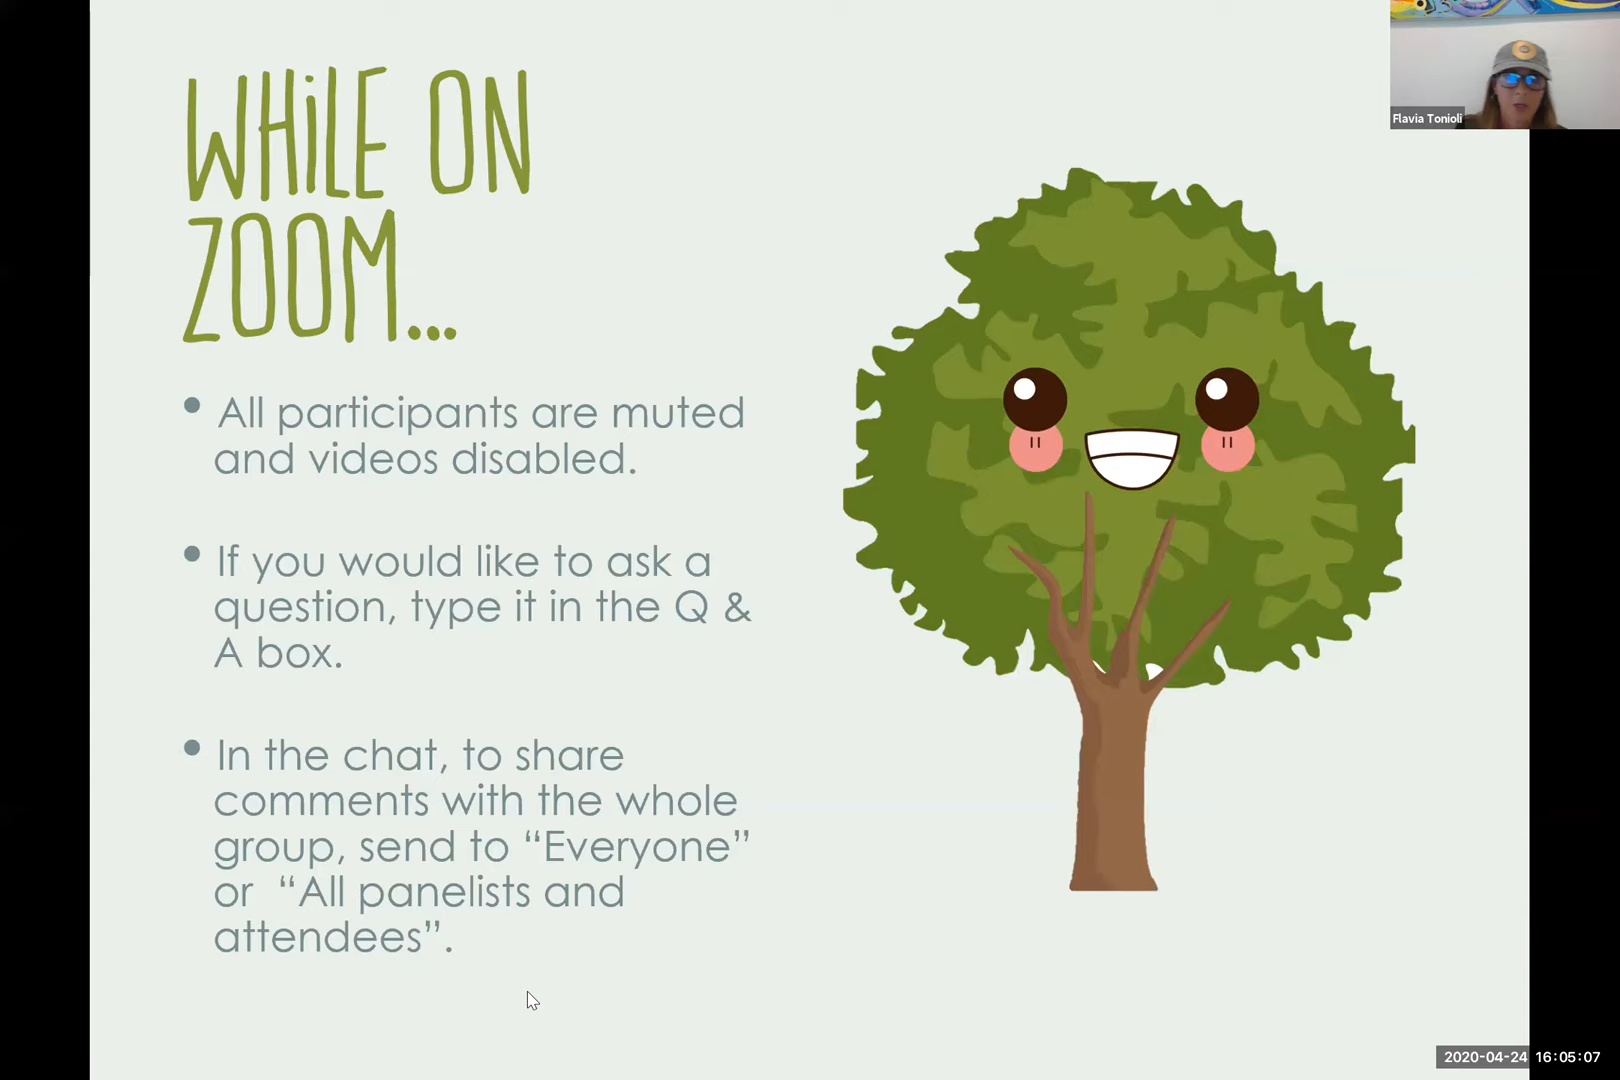 WHiLE ON
ZOOM...
Flavia Tonioli
• All participants are muted
and videos disabled.
• If you would like to ask a
question, type it in the Q &
A box.
• In the chat, to share
comments with the whole
group, send to “Everyone”
or “All panelists and
attendees”.
2020-04-24 16:05:07